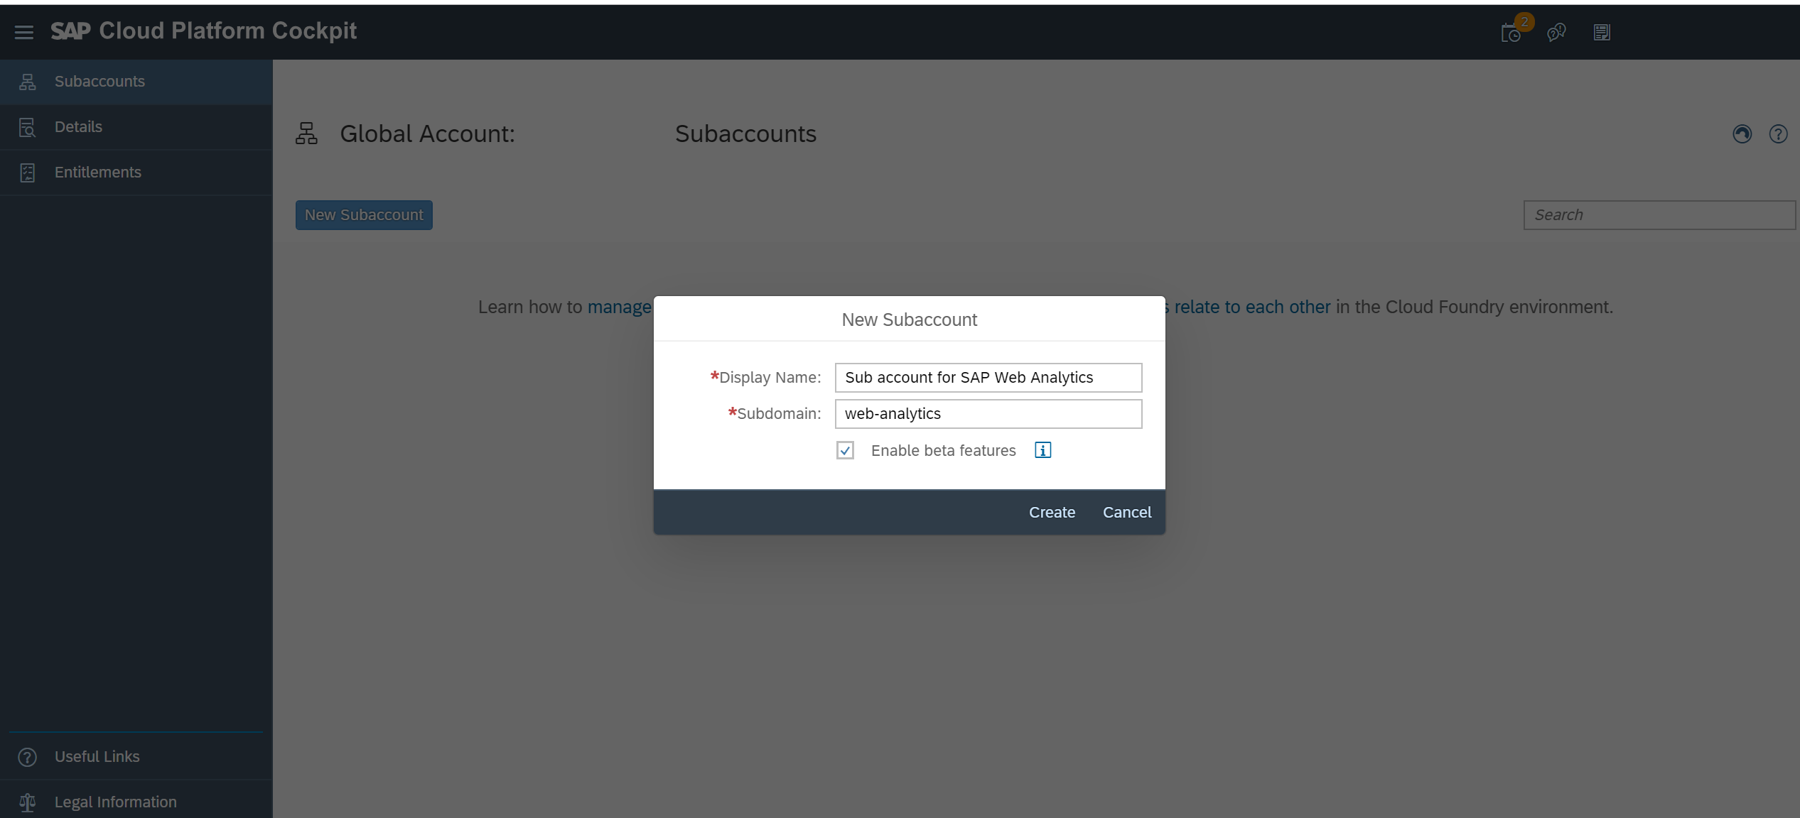 SAP Cloud Platform Cockpit
2
Subaccounts
Details
Entitlements
Global Account: Subaccounts
New Subaccount
Search
Learn how to manage
s relate to each other in the Cloud Foundry environment.
New Subaccount
*Display Name: Sub account for SAP Web Analytics
*Subdomain: web-analytics
Enable beta features
Create Cancel
Useful Links
Legal Information